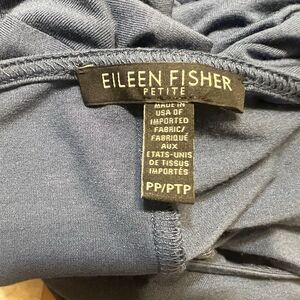 EILEEN FISHER
PETITE
MADE IN
USA OF
IMPORTED
FABRIC/
FABRIQUÉ
AUX
ETATS-UNIS
DE TISSUS
IMPORTÉS
PP/PTP